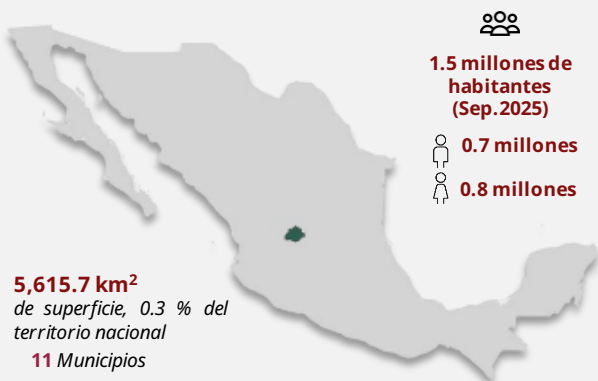 1.5 millones de
habitantes
(Sep.2025)
0.7 millones
0.8 millones
5,615.7 km²
de superficie, 0.3 % del
territorio nacional
11 Municipios